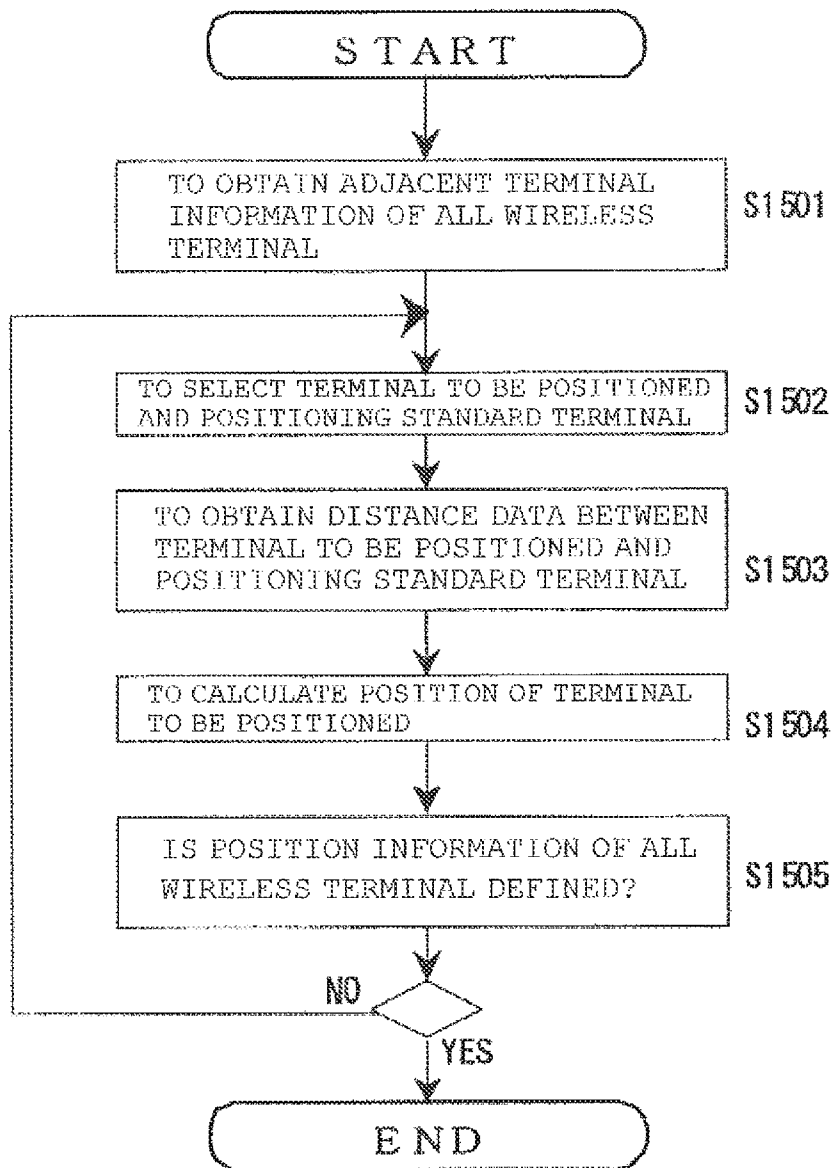 START
TO OBTAIN ADJACENT TERMINAL
INFORMATION OF ALL WIRELESS
TERMINAL
S1501
TO SELECT TERMINAL TO BE POSITIONED
AND POSITIONING STANDARD TERMINAL
S1502
TO OBTAIN DISTANCE DATA BETWEEN
TERMINAL TO BE POSITIONED AND
POSITIONING STANDARD TERMINAL
S1503
TO CALCULATE POSITION OF TERMINAL
TO BE POSITIONED
S1504
IS POSITION INFORMATION OF ALL
WIRELESS TERMINAL DEFINED?
S1505
NO
YES
END